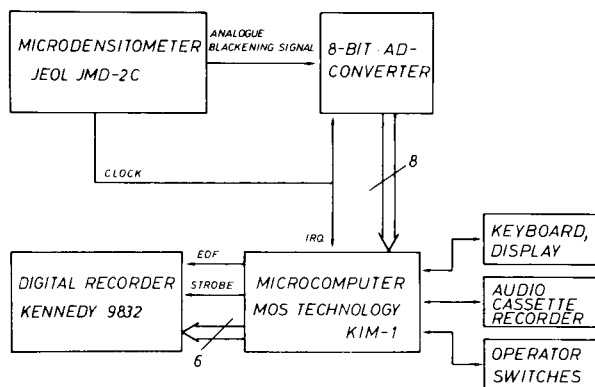 MICRODENSITOMETER
JEOL JMD-2C
ANALOGUE
BLACKENING SIGNAL
8-BIT AD-
CONVERTER
CLOCK
8
IRQ
DIGITAL RECORDER
KENNEDY 9832
EOF
STROBE
6
MICROCOMPUTER
MOS TECHNOLOGY
KIM-1
KEYBOARD,
DISPLAY
AUDIO
CASSETTE
RECORDER
OPERATOR
SWITCHES